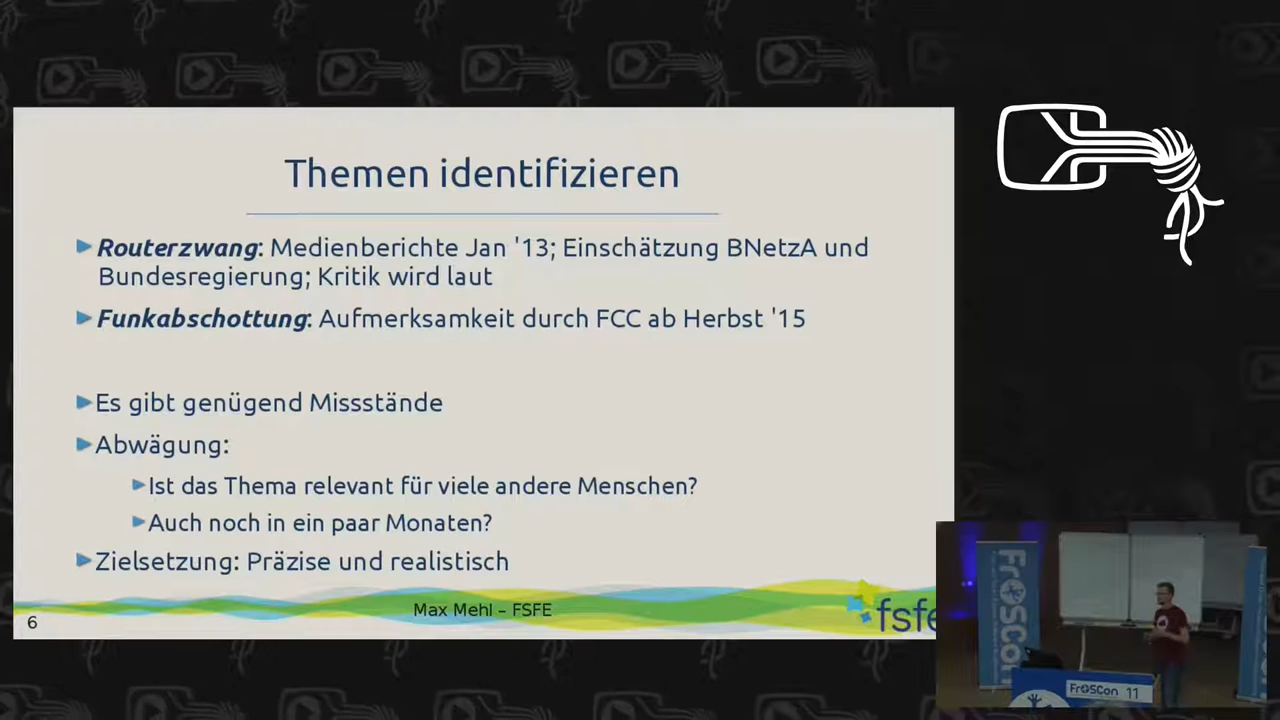 Themen identifizieren
Routerzwang: Medienberichte Jan '13; Einschätzung BNetzA und
Bundesregierung; Kritik wird laut
Funkabschottung: Aufmerksamkeit durch FCC ab Herbst '15
Es gibt genügend Missstände
Abwägung:
Ist das Thema relevant für viele andere Menschen?
Auch noch in ein paar Monaten?
Zielsetzung: Präzise und realistisch
Max Mehl – FSFE
6
fsfe
FrOSCon
FrOSCon 11